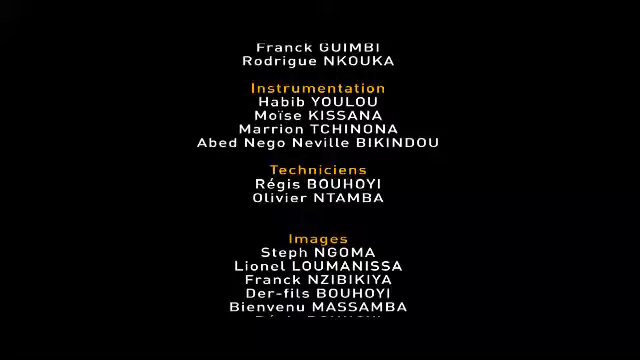 Franck GUIMBI
Rodrigue NKOUKA
Instrumentation
Habib YOULOU
Moïse KISSANA
Marrion TCHINONA
Abed Nego Neville BIKINDOU
Techniciens
Régis BOUHOYI
Olivier NTAMBA
Images
Steph NGOMA
Lionel LOUMANISSA
Franck NZIBIKIYA
Der-fils BOUHOYI
Bienvenu MASSAMBA